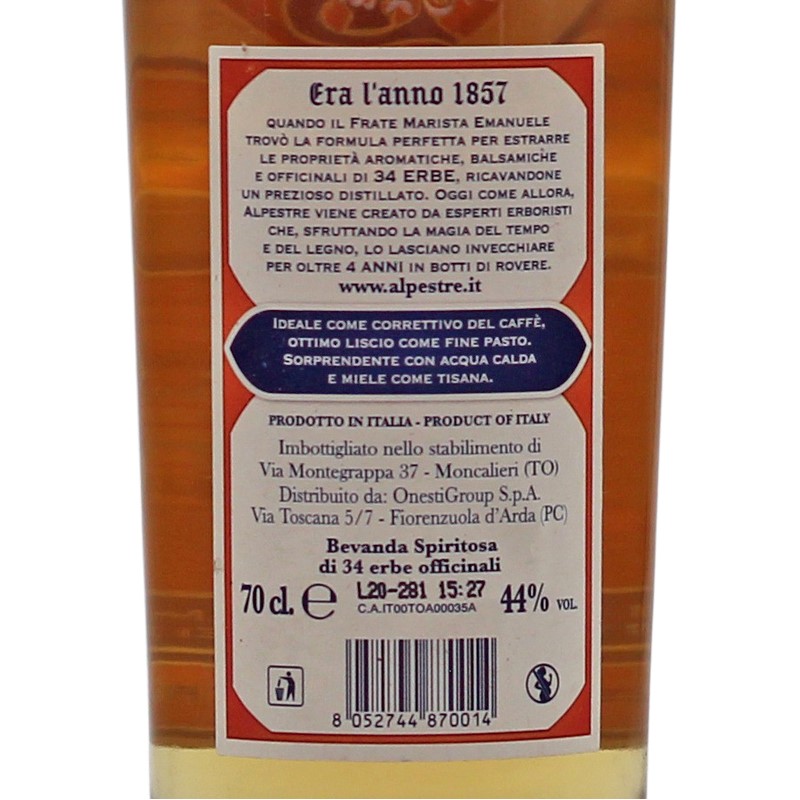 Era l'anno 1857
QUANDO IL FRATE MARISTA EMANUELE
TROVÒ LA FORMULA PERFETTA PER ESTRARRE
LE PROPRIETÀ AROMATICHE, BALSAMICHE
E OFFICINALI DI 34 ERBE, RICAVANDONE
UN PREZIOSO DISTILLATO. OGGI COME ALLORA,
ALPESTRE VIENE CREATO DA ESPERTI ERBORISTI
CHE, SFRUTTANDO LA MAGIA DEL TEMPO
E DEL LEGNO, LO LASCIANO INVECCHIARE
PER OLTRE 4 ANNI IN BOTTI DI ROVERE.
www.alpestre.it
IDEALE COME CORRETTIVO DEL CAFFÈ,
OTTIMO LISCIO COME FINE PASTO.
SORPRENDENTE CON ACQUA CALDA
E MIELE COME TISANA.
PRODOTTO IN ITALIA - PRODUCT OF ITALY
Imbottigliato nello stabilimento di
Via Montegrappa 37 - Moncalieri (TO)
Distribuito da: OnestiGroup S.p.A.
Via Toscana 5/7 - Fiorenzuola d'Arda (PC)
Bevanda Spiritosa
di 34 erbe officinali
70 cl. e L20-281 15:27 44% VOL.
C.A.IT00TOA00035A
8 052744 870014